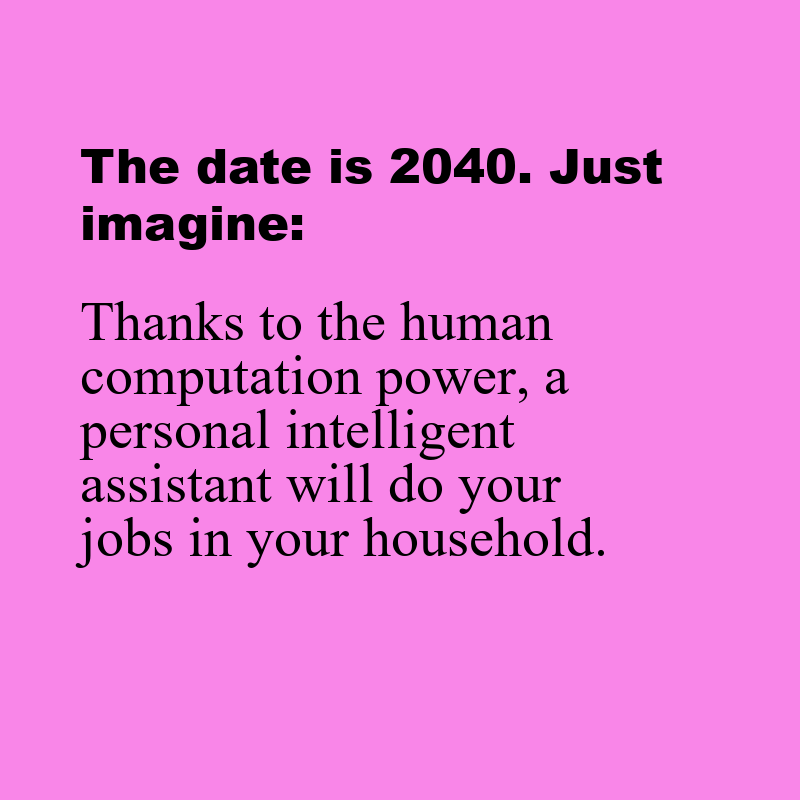 The date is 2040. Just
imagine:
Thanks to the human
computation power, a
personal intelligent
assistant will do your
jobs in your household.